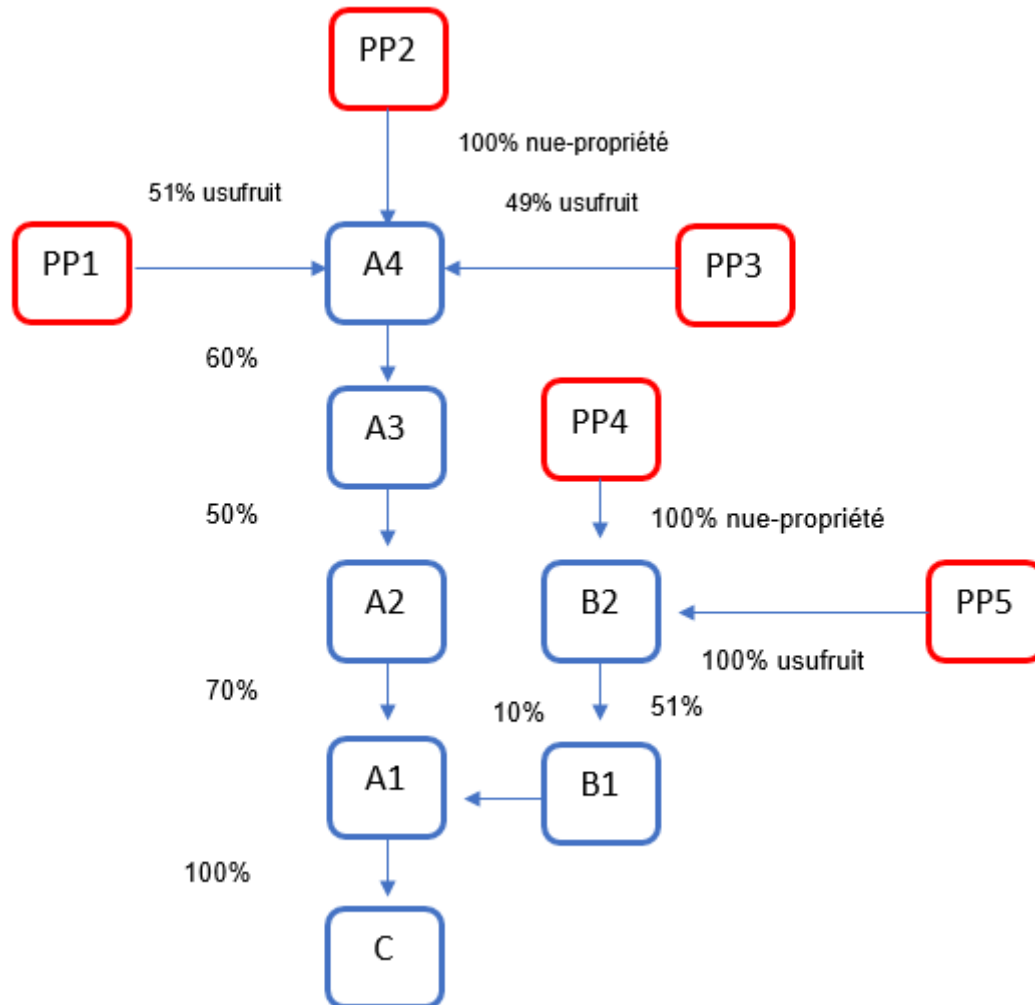 PP2
100% nue-propriété
51% usufruit
49% usufruit
PP1
A4
PP3
60%
A3
PP4
50%
100% nue-propriété
A2
B2
PP5
100% usufruit
70%
10%
51%
A1
B1
100%
C